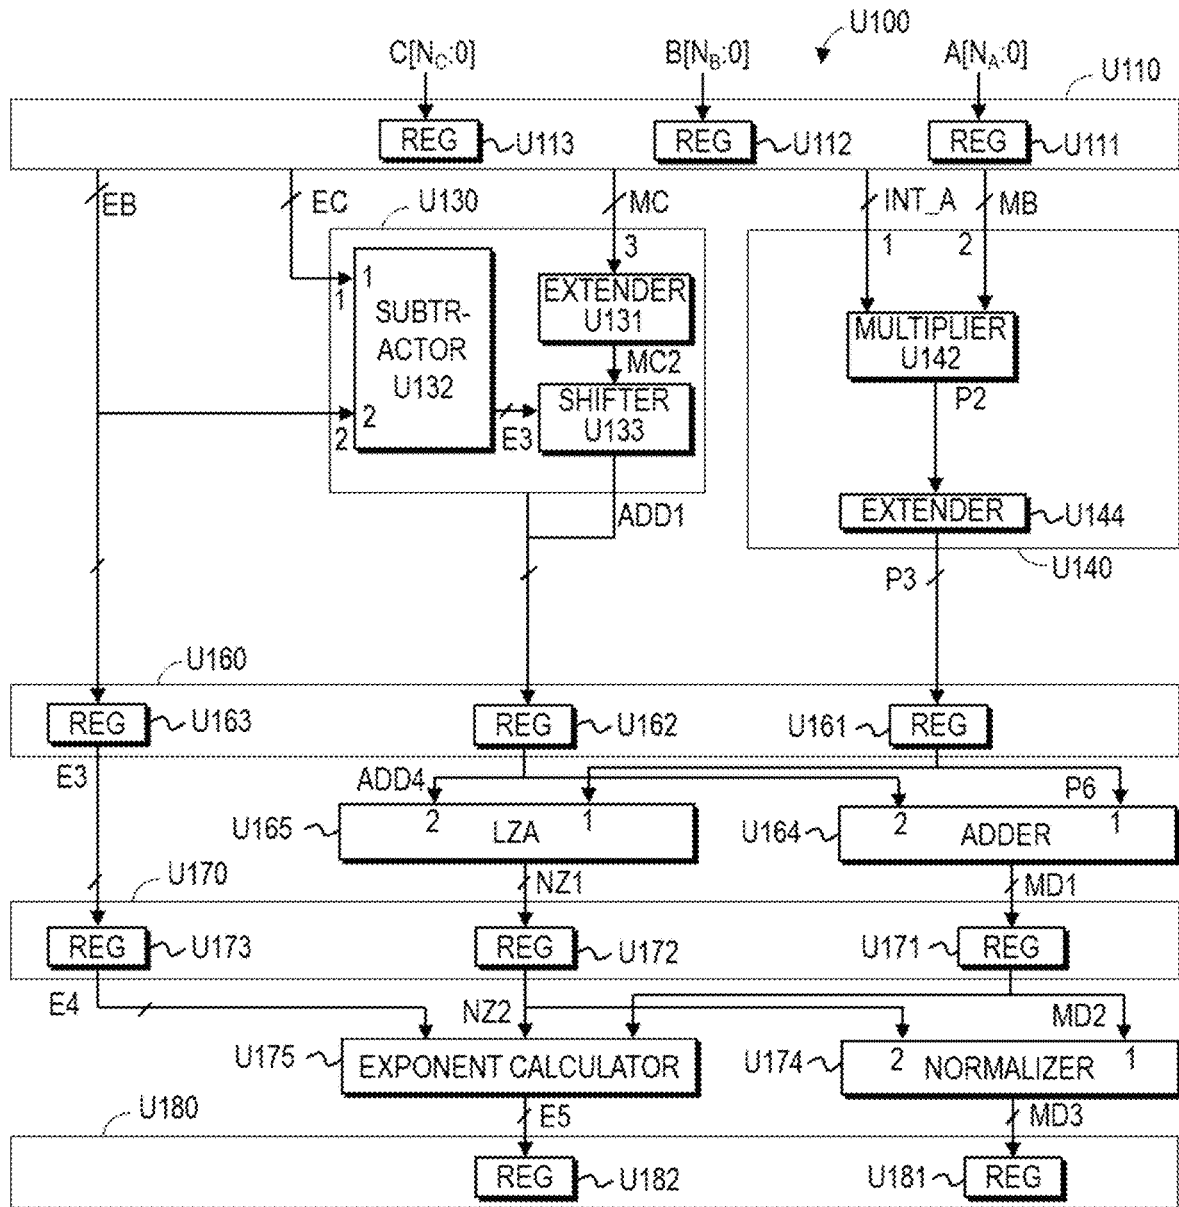 U100
C[N_C:0] B[N_B:0] A[N_A:0]
U110
REG U113 REG U112 REG U111
EB EC U130 MC INT_A MB
3 1 2
1 EXTENDER
1 SUBTR- U131 MULTIPLIER
ACTOR MC2 U142
U132 SHIFTER P2
2 U133
2 E3
ADD1 EXTENDER U144
P3 U140
U160
REG U163 REG U162 U161 REG
E3 ADD4 P6
U165 2 LZA 1 U164 2 ADDER 1
U170 NZ1 MD1
REG U173 REG U172 U171 REG
E4 NZ2 MD2
U175 EXPONENT CALCULATOR U174 2 NORMALIZER 1
U180 E5 MD3
REG U182 U181 REG